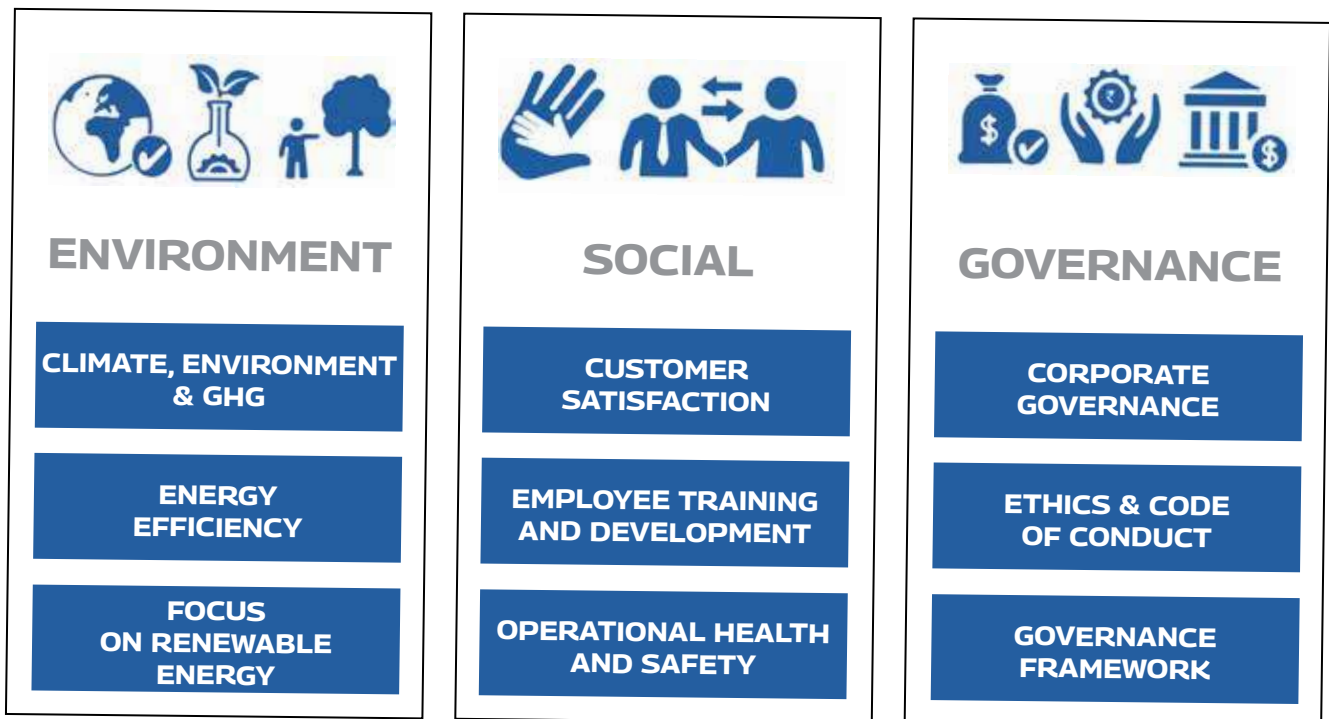 ENVIRONMENT
CLIMATE, ENVIRONMENT
& GHG
ENERGY
EFFICIENCY
FOCUS
ON RENEWABLE
ENERGY
SOCIAL
CUSTOMER
SATISFACTION
EMPLOYEE TRAINING
AND DEVELOPMENT
OPERATIONAL HEALTH
AND SAFETY
$
₹
$
GOVERNANCE
CORPORATE
GOVERNANCE
ETHICS & CODE
OF CONDUCT
GOVERNANCE
FRAMEWORK